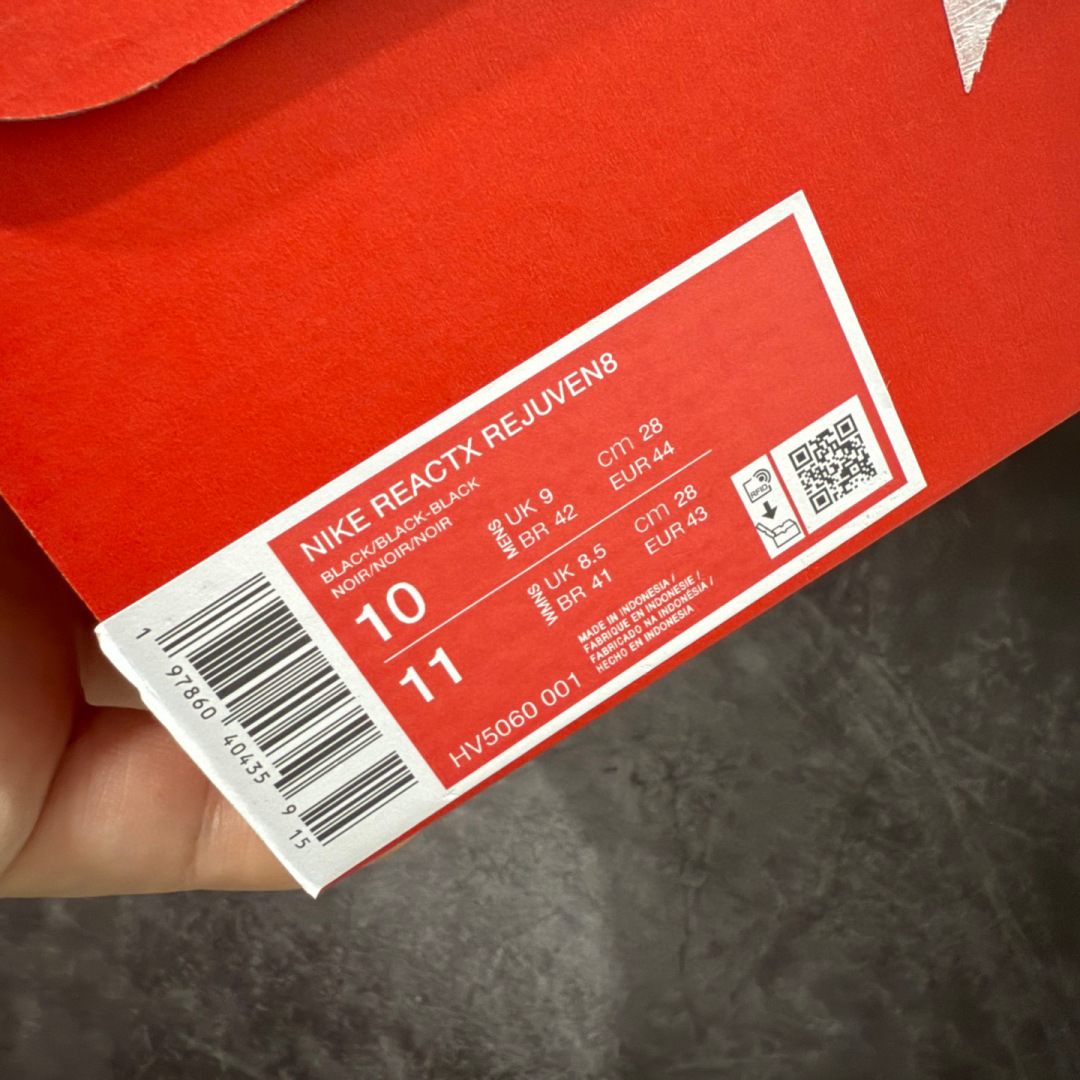 NIKE REACTX REJUVEN8
BLACK/BLACK-BLACK
NOIR/NOIR/NOIR
10
MENS
UK 9
cm 28
BR 42
EUR 44
11
WMNS
UK 8.5
cm 28
BR 41
EUR 43
HV5060 001
MADE IN INDONESIA /
FABRIQUE EN INDONESIE /
FABRICADO NA INDONÉSIA /
HECHO EN INDONESIA
RFID
1 97860 40435 9 15